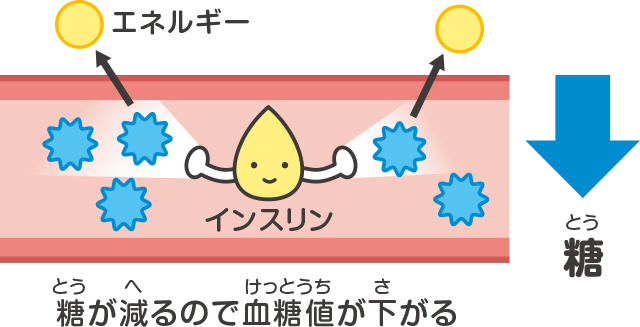 エネルギー
インスリン
とう
糖
とう へ けっとうち さ
糖が減るので血糖値が下がる